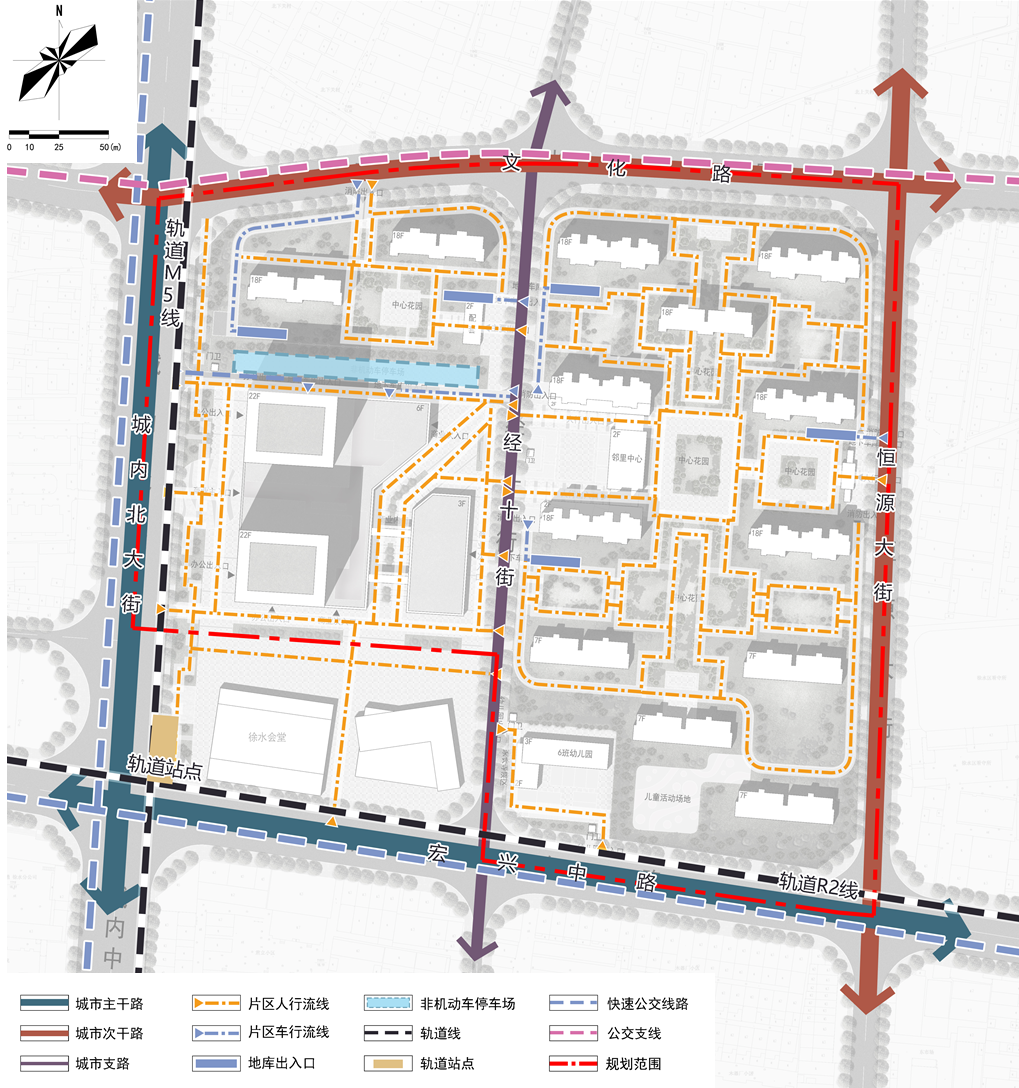 N
0 10 25 50(m)
文化路
轨道M5线
18F
18F
18F
18F
18F
18F
18F
18F
中心花园
2F
配
门卫
22F
6F
2F
邻里中心
中心花园
中心花园
3F
22F
城内北大街
经十街
恒源大街
7F
7F
7F
7F
徐水会堂
3F
6班幼儿园
儿童活动场地
轨道站点
宏兴中路
轨道R2线
内中
城市主干路
片区人行流线
非机动车停车场
快速公交线路
城市次干路
片区车行流线
轨道线
公交支线
城市支路
地库出入口
轨道站点
规划范围